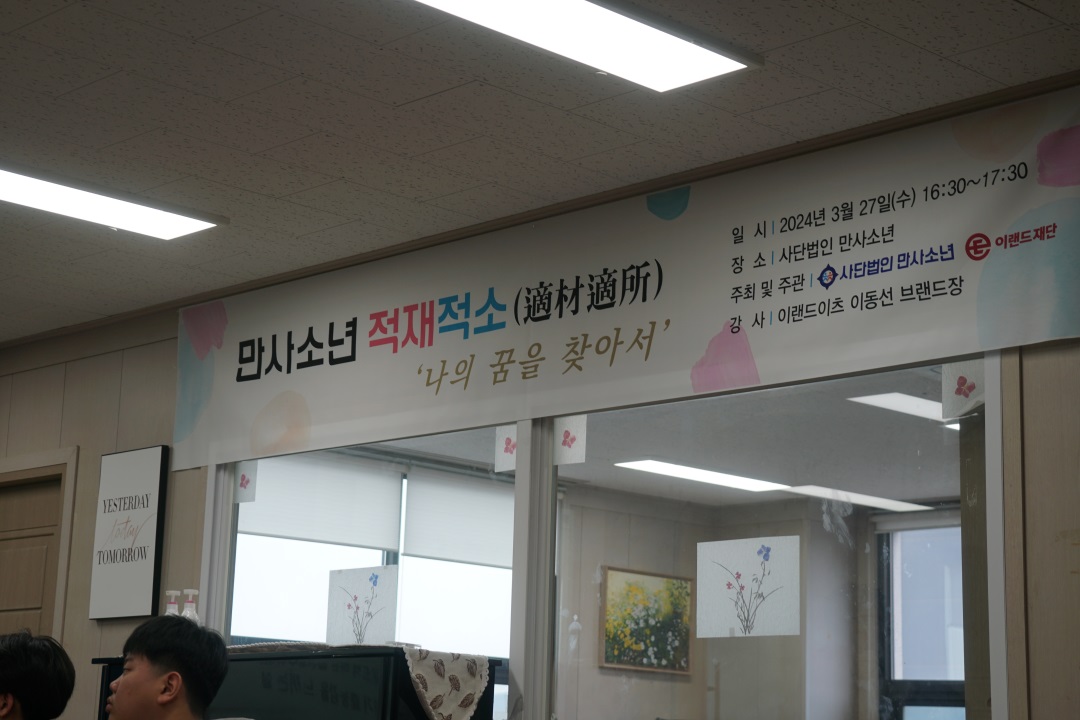 만사소년 적재적소 (適材適所)
'나의 꿈을 찾아서'
일 시 | 2024년 3월 27일(수) 16:30~17:30
장 소 | 사단법인 만사소년
주최 및 주관 | 사단법인 만사소년 이랜드재단
강 사 | 이랜드이츠 이동선 브랜드장
YESTERDAY
today
TOMORROW